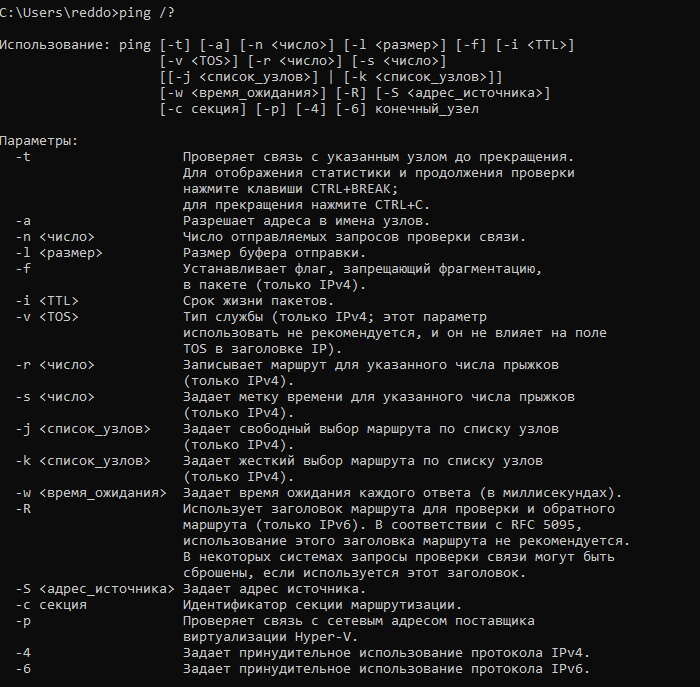 C:\Users\reddo>ping /?
Использование: ping [-t] [-a] [-n <число>] [-l <размер>] [-f] [-i <TTL>]
[-v <TOS>] [-r <число>] [-s <число>]
[[-j <список_узлов>] | [-k <список_узлов>]]
[-w <время_ожидания>] [-R] [-S <адрес_источника>]
[-c секция] [-p] [-4] [-6] конечный_узел
Параметры:
-t Проверяет связь с указанным узлом до прекращения.
Для отображения статистики и продолжения проверки
нажмите клавиши CTRL+BREAK;
для прекращения нажмите CTRL+C.
-a Разрешает адреса в имена узлов.
-n <число> Число отправляемых запросов проверки связи.
-l <размер> Размер буфера отправки.
-f Устанавливает флаг, запрещающий фрагментацию,
в пакете (только IPv4).
-i <TTL> Срок жизни пакетов.
-v <TOS> Тип службы (только IPv4; этот параметр
использовать не рекомендуется, и он не влияет на поле
TOS в заголовке IP).
-r <число> Записывает маршрут для указанного числа прыжков
(только IPv4).
-s <число> Задает метку времени для указанного числа прыжков
(только IPv4).
-j <список_узлов> Задает свободный выбор маршрута по списку узлов
(только IPv4).
-k <список_узлов> Задает жесткий выбор маршрута по списку узлов
(только IPv4).
-w <время_ожидания> Задает время ожидания каждого ответа (в миллисекундах).
-R Использует заголовок маршрута для проверки и обратного
маршрута (только IPv6). В соответствии с RFC 5095,
использование этого заголовка маршрута не рекомендуется.
В некоторых системах запросы проверки связи могут быть
сброшены, если используется этот заголовок.
-S <адрес_источника> Задает адрес источника.
-c секция Идентификатор секции маршрутизации.
-p Проверяет связь с сетевым адресом поставщика
виртуализации Hyper-V.
-4 Задает принудительное использование протокола IPv4.
-6 Задает принудительное использование протокола IPv6.